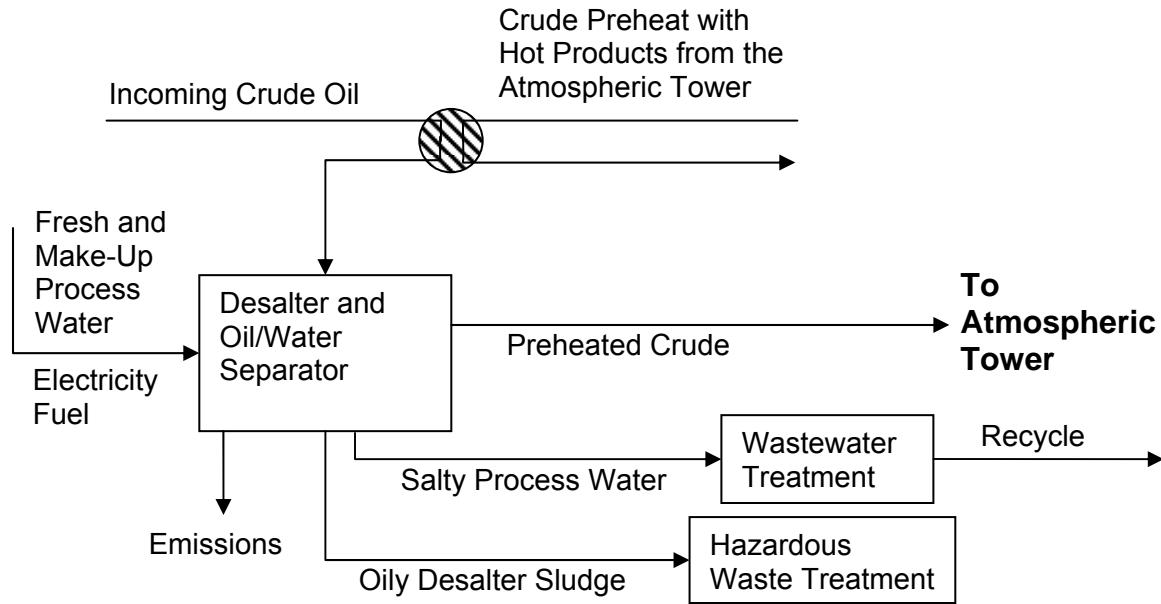 Crude Preheat with
Hot Products from the
Atmospheric Tower
Incoming Crude Oil
Fresh and
Make-Up
Process
Water
Electricity
Fuel
Desalter and
Oil/Water
Separator
Preheated Crude
To
Atmospheric
Tower
Salty Process Water
Wastewater
Treatment
Recycle
Emissions
Oily Desalter Sludge
Hazardous
Waste Treatment